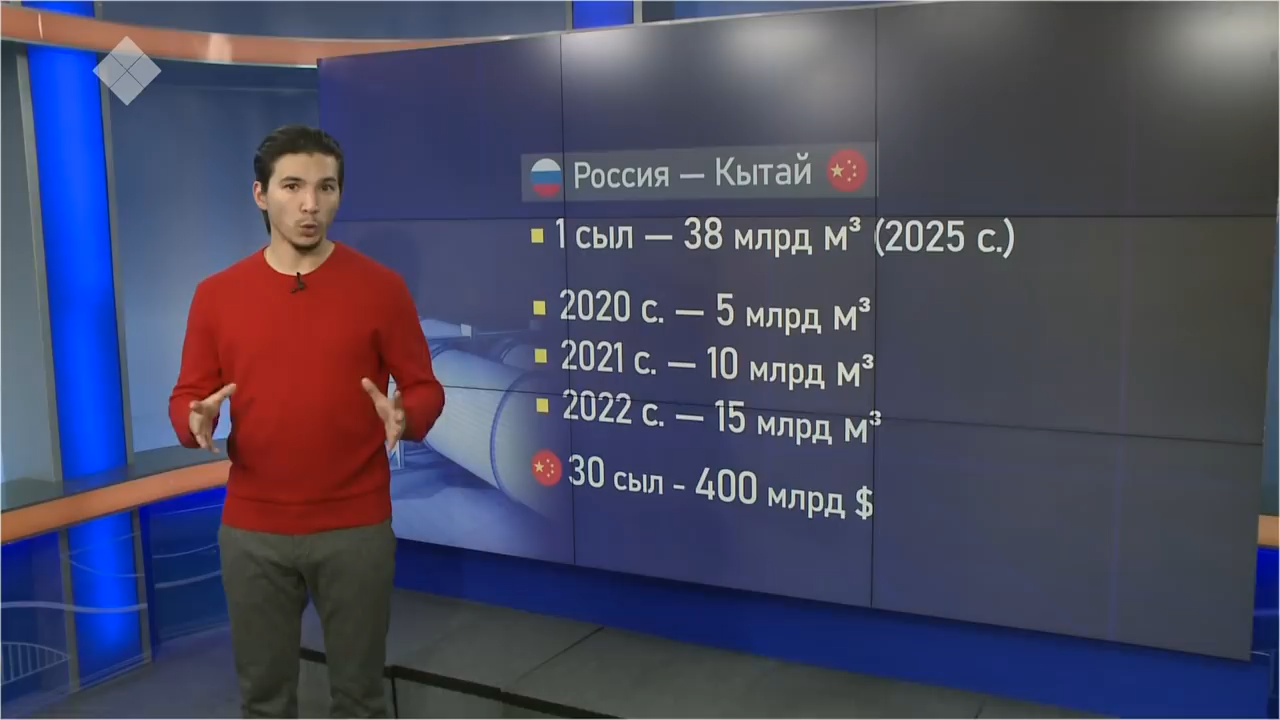 Россия — Кытай
1 сыл — 38 млрд м³ (2025 с.)
2020 с. — 5 млрд м³
2021 с. — 10 млрд м³
2022 с. — 15 млрд м³
30 сыл - 400 млрд $